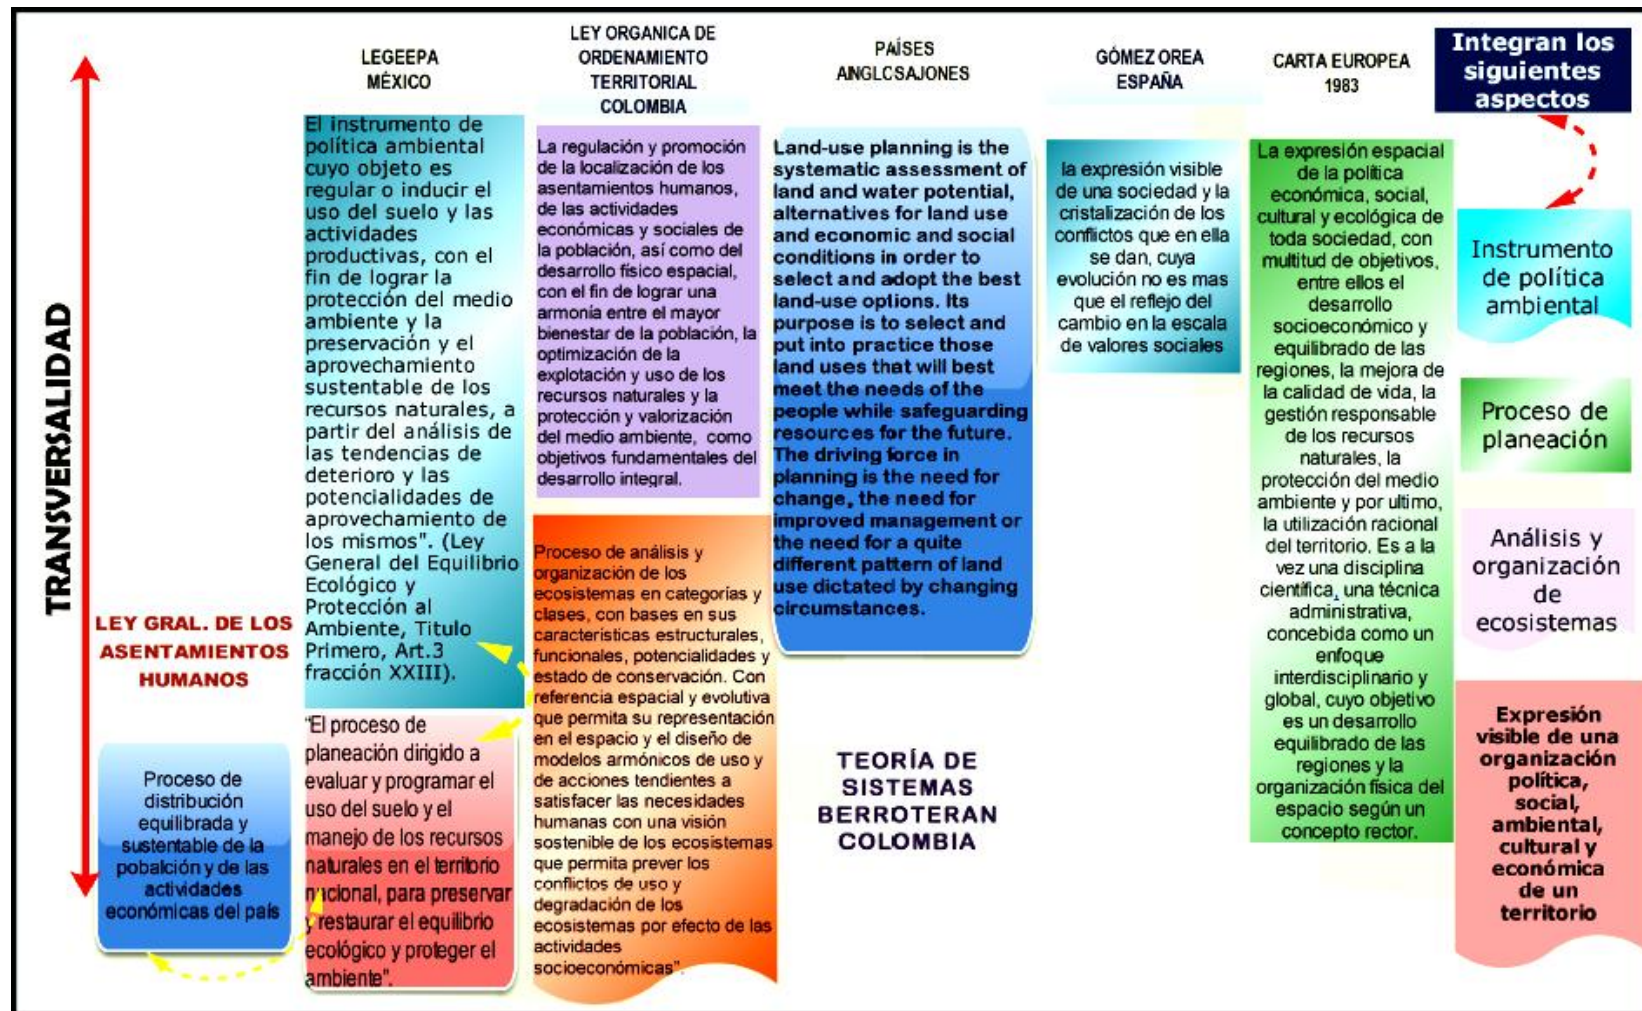 TRANSVERSALIDAD
LEY GRAL. DE LOS
ASENTAMIENTOS
HUMANOS
Proceso de
distribución
equilibrada y
sustentable de la
pobalción y de las
actividades
económicas del país
LEGEEPA
MÉXICO
El instrumento de
política ambiental
cuyo objeto es
regular o inducir el
uso del suelo y las
actividades
productivas, con el
fin de lograr la
protección del medio
ambiente y la
preservación y el
aprovechamiento
sustentable de los
recursos naturales, a
partir del análisis de
las tendencias de
deterioro y las
potencialidades de
aprovechamiento de
los mismos". (Ley
General del Equilibrio
Ecológico y
Protección al
Ambiente, Titulo
Primero, Art.3
fracción XXIII).
"El proceso de
planeación dirigido a
evaluar y programar el
uso del suelo y el
manejo de los recursos
naturales en el territorio
nacional, para preservar
y restaurar el equilibrio
ecológico y proteger el
ambiente".
LEY ORGANICA DE
ORDENAMIENTO
TERRITORIAL
COLOMBIA
La regulación y promoción
de la localización de los
asentamientos humanos,
de las actividades
económicas y sociales de
la población, así como del
desarrollo físico espacial,
con el fin de lograr una
armonía entre el mayor
bienestar de la población, la
optimización de la
explotación y uso de los
recursos naturales y la
protección y valorización
del medio ambiente, como
objetivos fundamentales del
desarrollo integral.
Proceso de análisis y
organización de los
ecosistemas en categorías y
clases, con bases en sus
características estructurales,
funcionales, potencialidades y
estado de conservación. Con
referencia espacial y evolutiva
que permita su representación
en el espacio y el diseño de
modelos armónicos de uso y
de acciones tendientes a
satisfacer las necesidades
humanas con una visión
sostenible de los ecosistemas
que permita prever los
conflictos de uso y
degradación de los
ecosistemas por efecto de las
actividades
socioeconómicas".
PAÍSES
ANGLOSAJONES
Land-use planning is the
systematic assessment of
land and water potential,
alternatives for land use
and economic and social
conditions in order to
select and adopt the best
land-use options. Its
purpose is to select and
put into practice those
land uses that will best
meet the needs of the
people while safeguarding
resources for the future.
The driving force in
planning is the need for
change, the need for
improved management or
the need for a quite
different pattern of land
use dictated by changing
circumstances.
TEORÍA DE
SISTEMAS
BERROTERAN
COLOMBIA
GÓMEZ OREA
ESPAÑA
la expresión visible
de una sociedad y la
cristalización de los
conflictos que en ella
se dan, cuya
evolución no es mas
que el reflejo del
cambio en la escala
de valores sociales
CARTA EUROPEA
1983
La expresión espacial
de la política
económica, social,
cultural y ecológica de
toda sociedad, con
multitud de objetivos,
entre ellos el
desarrollo
socioeconómico y
equilibrado de las
regiones, la mejora de
la calidad de vida, la
gestión responsable
de los recursos
naturales, la
protección del medio
ambiente y por ultimo,
la utilización racional
del territorio. Es a la
vez una disciplina
científica, una técnica
administrativa,
concebida como un
enfoque
interdisciplinario y
global, cuyo objetivo
es un desarrollo
equilibrado de las
regiones y la
organización física del
espacio según un
concepto rector.
Integran los
siguientes
aspectos
Instrumento
de política
ambiental
Proceso de
planeación
Análisis y
organización
de
ecosistemas
Expresión
visible de una
organización
política,
social,
ambiental,
cultural y
económica
de un
territorio